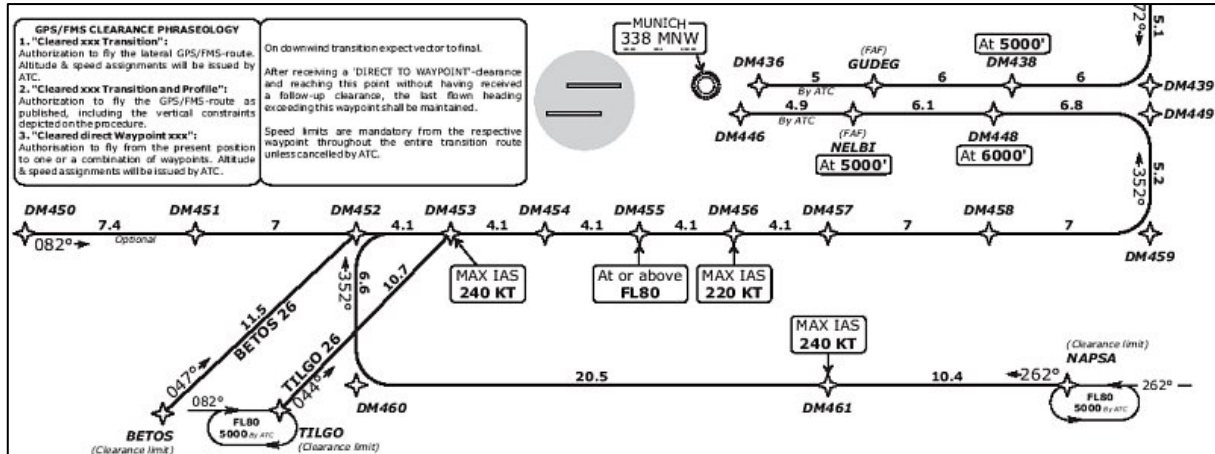 GPS/FMS CLEARANCE PHRASEOLOGY
1. "Cleared xxx Transition":
Authorization to fly the lateral GPS/FMS-route.
Altitude & speed assignments will be issued by
ATC.
2. "Cleared xxx Transition and Profile":
Authorization to fly the GPS/FMS-route as
published, including the vertical constraints
depicted on the procedure.
3. "Cleared direct Waypoint xxx":
Authorisation to fly from the present position
to one or a combination of waypoints. Altitude
& speed assignments will be issued by ATC.
On downwind transition expect vector to final.
After receiving a 'DIRECT TO WAYPOINT'-clearance
and reaching this point without having received
a follow-up clearance, the last flown heading
exceeding this waypoint shall be maintained.
Speed limits are mandatory from the respective
waypoint throughout the entire transition route
unless cancelled by ATC.
MUNICH
338 MNW
DM436
5
By ATC
(FAF)
GUDEG
6
At 5000'
DM438
6
72°
5.1
DM439
DM446
4.9
By ATC
(FAF)
NELBI
At 5000'
6.1
DM448
At 6000'
6.8
DM449
352°
5.2
DM450
082°
7.4
Optional
DM451
7
DM452
4.1
DM453
4.1
DM454
4.1
DM455
4.1
DM456
4.1
DM457
7
DM458
7
DM459
MAX IAS
240 KT
At or above
FL80
MAX IAS
220 KT
11.5
BETOS 26
047°
352°
6.6
10.7
TILGO 26
044°
MAX IAS
240 KT
(Clearance limit)
NAPSA
DM460
20.5
DM461
10.4
262°
262°
FL80
5000 By ATC
BETOS
(Clearance limit)
082°
FL80
5000 By ATC
TILGO
(Clearance limit)